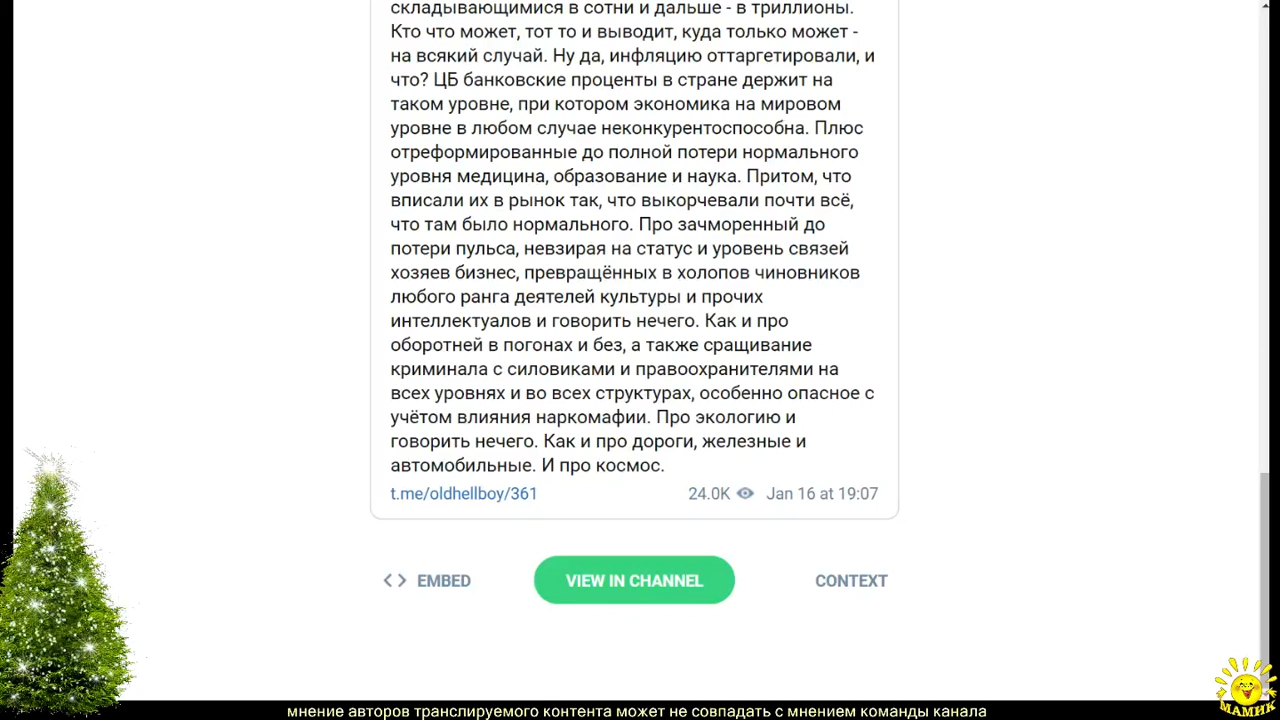 складывающимися в сотни и дальше - в триллионы.
Кто что может, тот то и выводит, куда только может -
на всякий случай. Ну да, инфляцию оттаргетировали, и
что? ЦБ банковские проценты в стране держит на
таком уровне, при котором экономика на мировом
уровне в любом случае неконкурентоспособна. Плюс
отреформированные до полной потери нормального
уровня медицина, образование и наука. Притом, что
вписали их в рынок так, что выкорчевали почти всё,
что там было нормального. Про зачморенный до
потери пульса, невзирая на статус и уровень связей
хозяев бизнес, превращённых в холопов чиновников
любого ранга деятелей культуры и прочих
интеллектуалов и говорить нечего. Как и про
оборотней в погонах и без, а также сращивание
криминала с силовиками и правоохранителями на
всех уровнях и во всех структурах, особенно опасное с
учётом влияния наркомафии. Про экологию и
говорить нечего. Как и про дороги, железные и
автомобильные. И про космос.
t.me/oldhellboy/361 24.0K Jan 16 at 19:07
EMBED VIEW IN CHANNEL CONTEXT
МАМИК
мнение авторов транслируемого контента может не совпадать с мнением команды канала